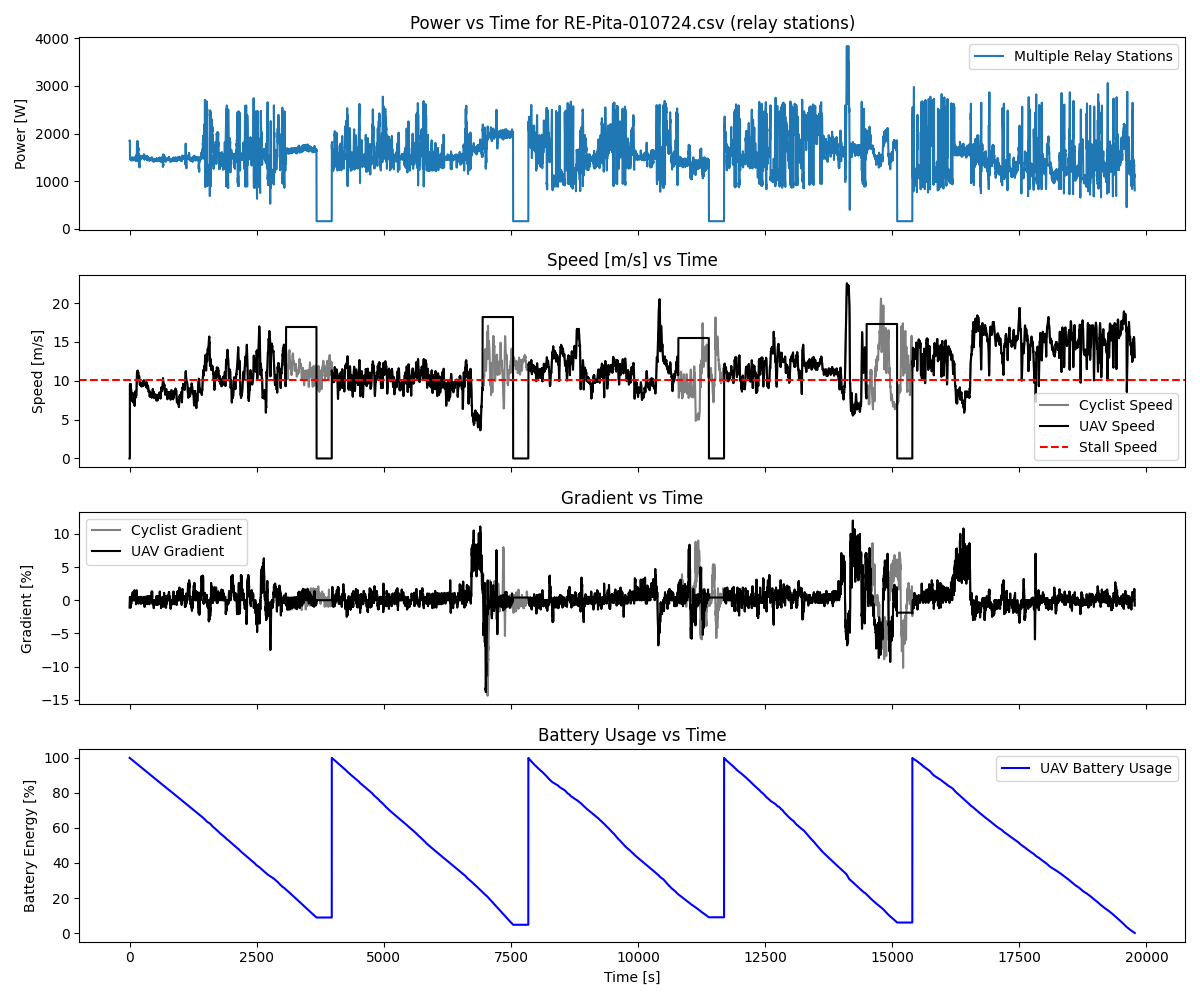 Power vs Time for RE-Pita-010724.csv (relay stations)
4000
3000
2000
1000
0
Power [W]
Multiple Relay Stations
Speed [m/s] vs Time
20
15
10
5
0
Speed [m/s]
Cyclist Speed
UAV Speed
Stall Speed
Gradient vs Time
10
5
0
−5
−10
−15
Gradient [%]
Cyclist Gradient
UAV Gradient
Battery Usage vs Time
100
80
60
40
20
0
Battery Energy [%]
UAV Battery Usage
0 2500 5000 7500 10000 12500 15000 17500 20000
Time [s]